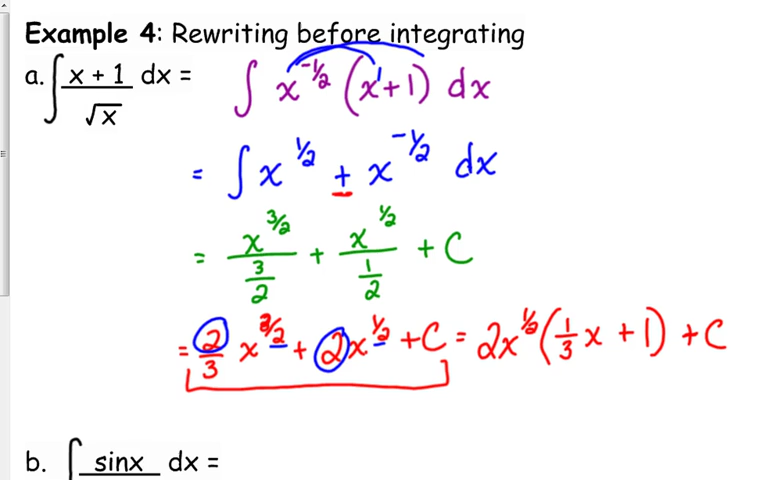 Example 4: Rewriting before integrating
a. ∫ (x + 1)/√x dx = ∫ x^(-1/2) (x^1 + 1) dx
= ∫ x^(1/2) + x^(-1/2) dx
= x^(3/2)/(3/2) + x^(1/2)/(1/2) + C
= 2/3 x^(3/2) + 2x^(1/2) + C = 2x^(1/2) (1/3 x + 1) + C
b. ∫ sinx dx =